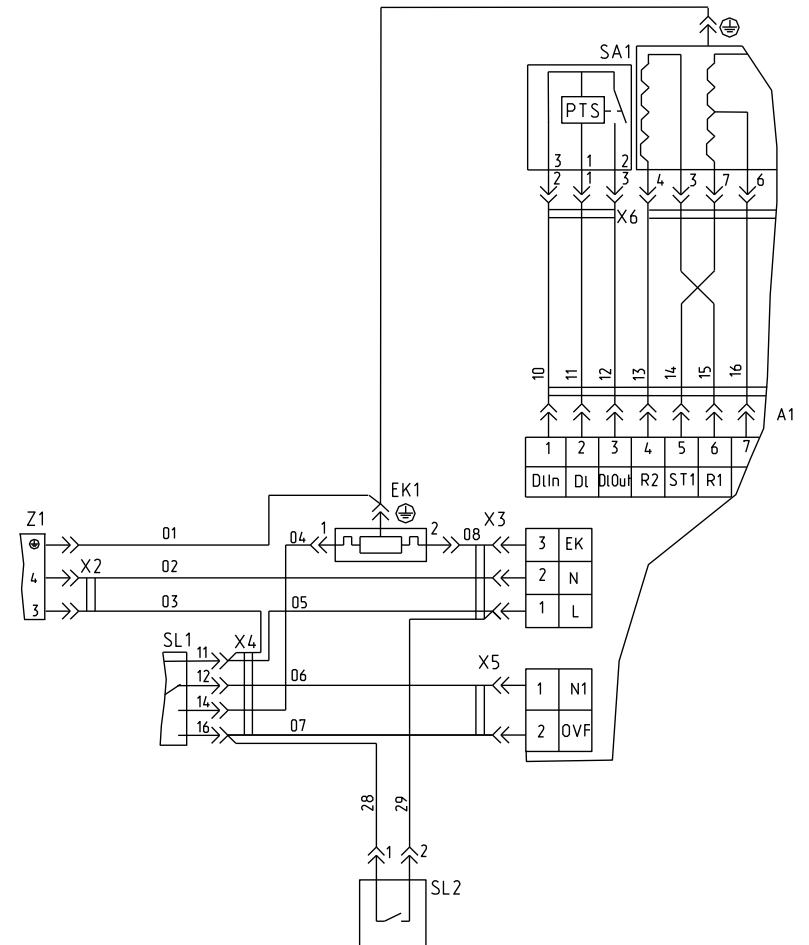 SA1
PTS
3 1 2
2 1 3 4 3 7 6
X6
10 11 12 13 14 15 16
A1
1 2 3 4 5 6 7
DlIn Dl DlOut R2 ST1 R1
EK1
Z1
01
04
1
2
08
X3
3 EK
4
X2
02
2 N
3
03
05
1 L
SL1
11
X4
12
06
X5
1 N1
14
16
07
2 OVF
28
29
1
2
SL2